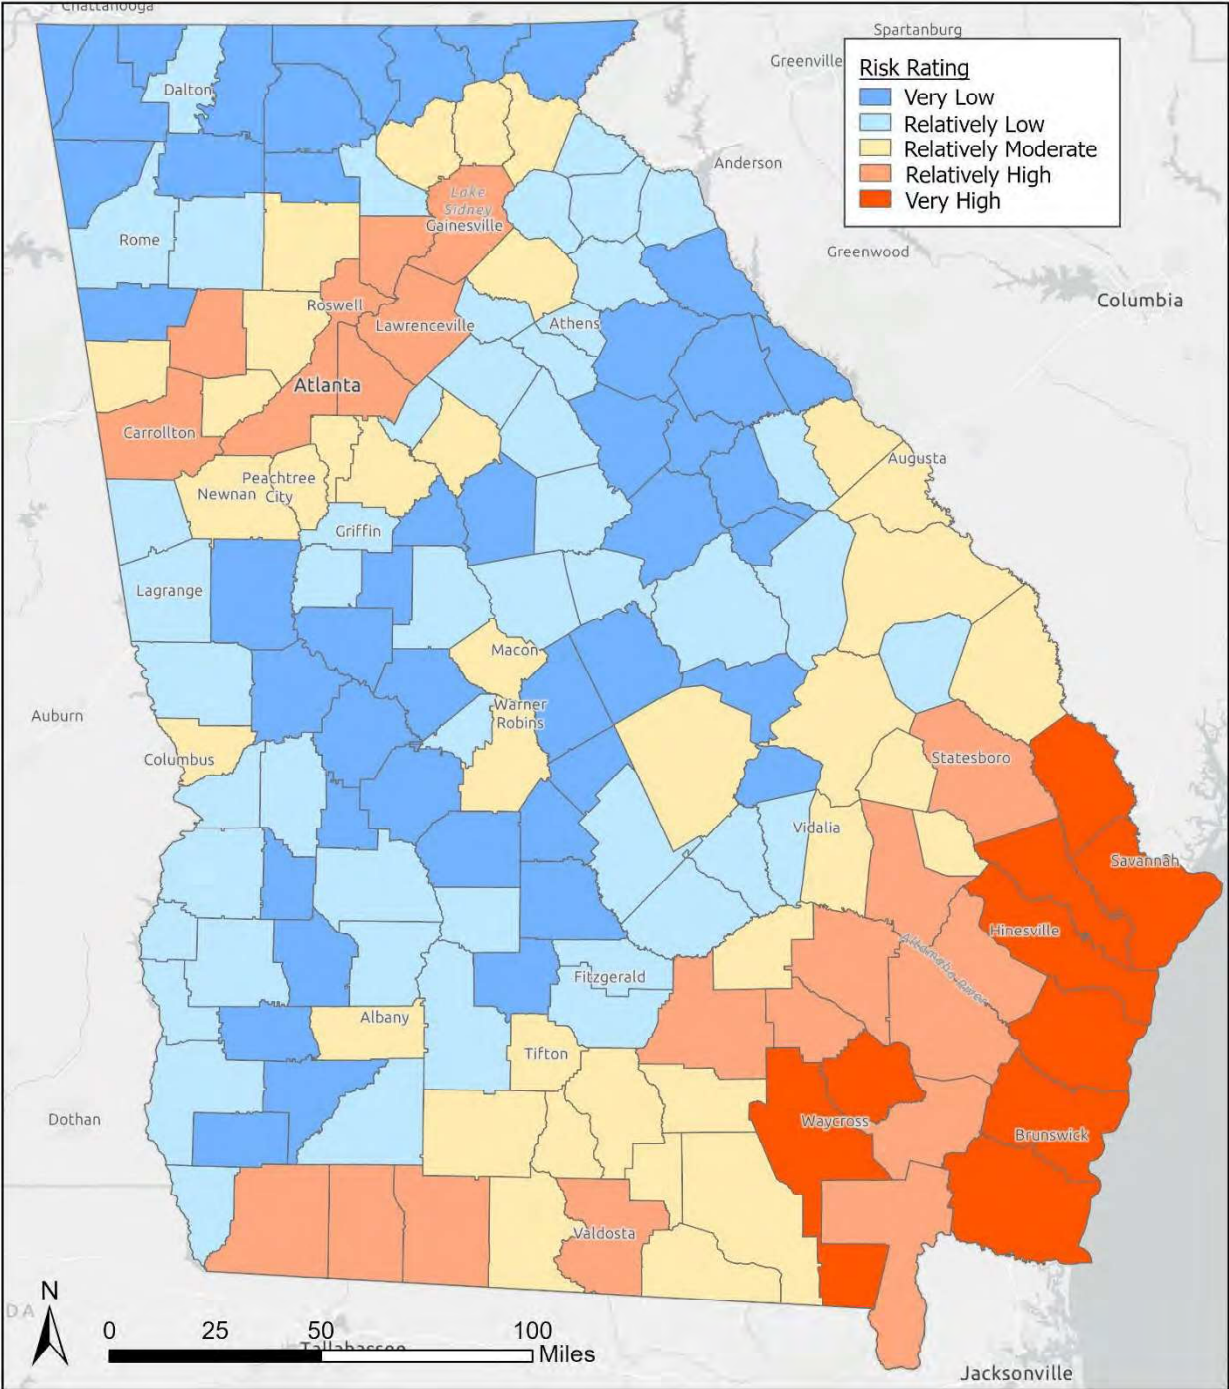 Chattanooga
Spartanburg
Greenville
Risk Rating
Very Low
Relatively Low
Relatively Moderate
Relatively High
Very High
Dalton
Anderson
Lake
Sidney
Gainesville
Rome
Greenwood
Columbia
Roswell
Lawrenceville
Athens
Atlanta
Carrollton
Augusta
Peachtree
City
Newnan
Griffin
Lagrange
Macon
Auburn
Warner
Robins
Columbus
Statesboro
Vidalia
Savannah
Hinesville
Altamaha River
Fitzgerald
Albany
Tifton
Dothan
Waycross
Brunswick
Valdosta
N
D A
0 25 50 100
Miles
Tallahassee
Jacksonville